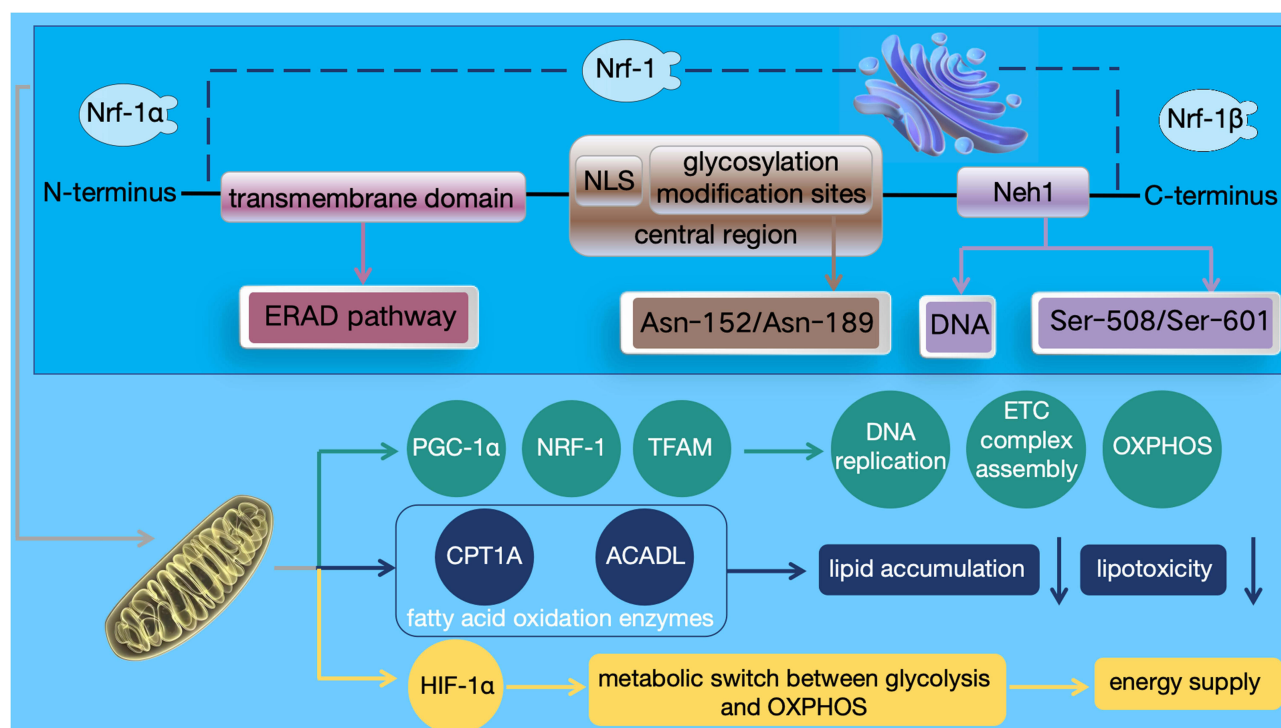 Nrf-1
Nrf-1α
Nrf-1β
N-terminus
transmembrane domain
NLS
glycosylation
modification sites
central region
Neh1
C-terminus
ERAD pathway
Asn-152/Asn-189
DNA
Ser-508/Ser-601
PGC-1α
NRF-1
TFAM
DNA
replication
ETC
complex
assembly
OXPHOS
CPT1A
ACADL
fatty acid oxidation enzymes
lipid accumulation
lipotoxicity
HIF-1α
metabolic switch between glycolysis
and OXPHOS
energy supply